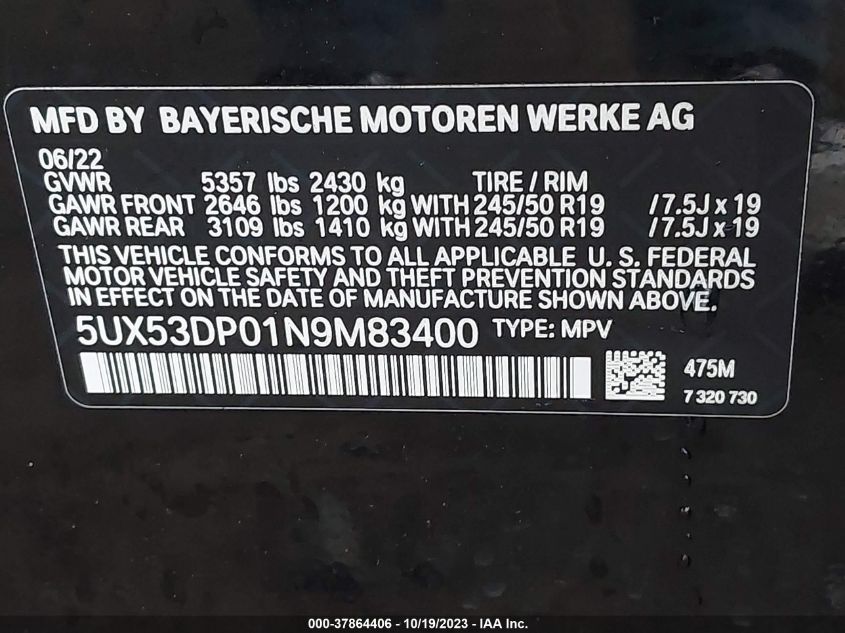 MFD BY BAYERISCHE MOTOREN WERKE AG
06/22
GVWR 5357 lbs 2430 kg TIRE / RIM
GAWR FRONT 2646 lbs 1200 kg WITH 245/50 R19 / 7.5J x 19
GAWR REAR 3109 lbs 1410 kg WITH 245/50 R19 / 7.5J x 19
THIS VEHICLE CONFORMS TO ALL APPLICABLE U. S. FEDERAL
MOTOR VEHICLE SAFETY AND THEFT PREVENTION STANDARDS
IN EFFECT ON THE DATE OF MANUFACTURE SHOWN ABOVE.
5UX53DP01N9M83400 TYPE: MPV
475M
7 320 730
000-37864406 - 10/19/2023 - IAA Inc.